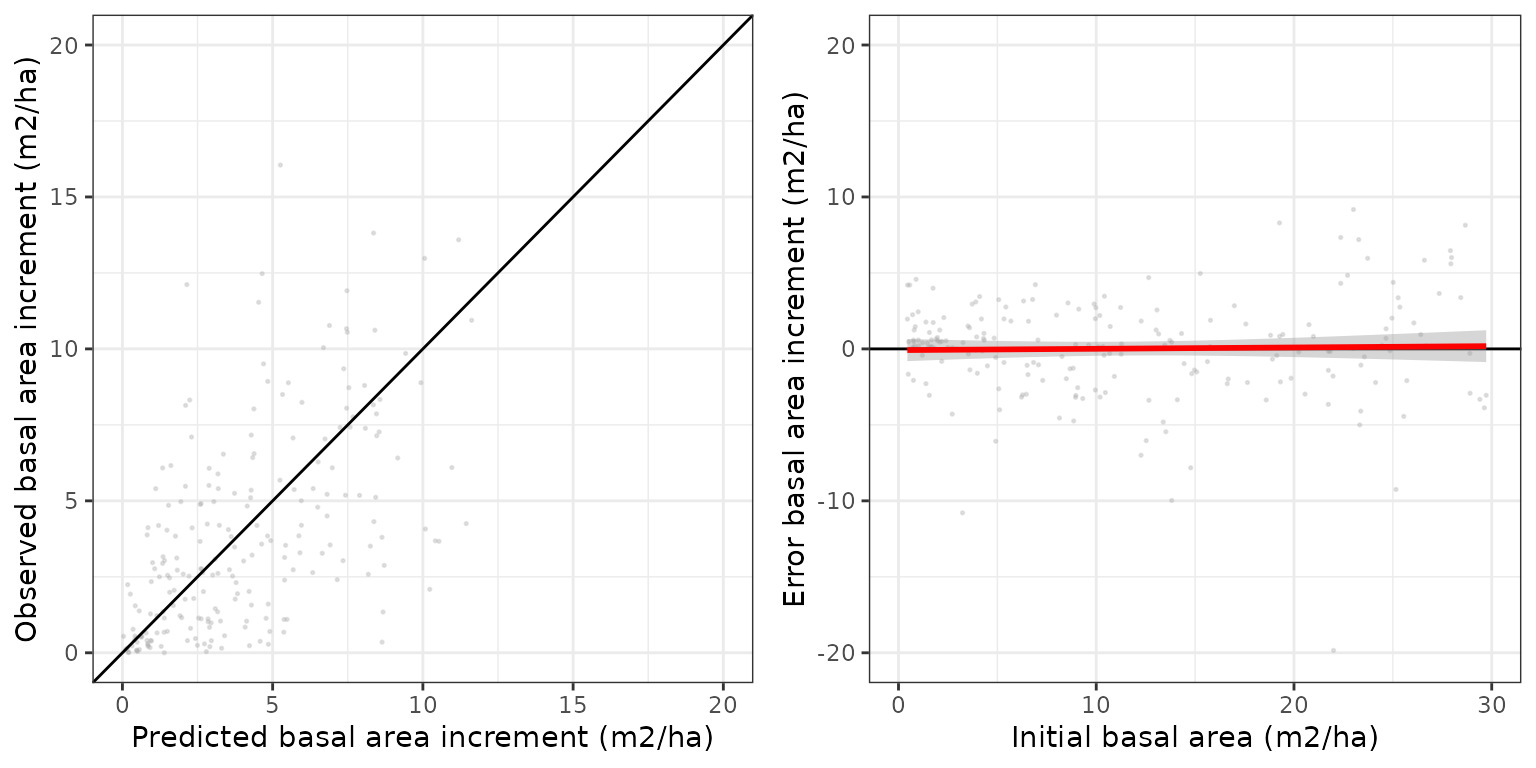 Observed basal area increment (m2/ha)
20
15
10
5
0
0 5 10 15 20
Predicted basal area increment (m2/ha)
Error basal area increment (m2/ha)
20
10
0
-10
-20
0 10 20 30
Initial basal area (m2/ha)